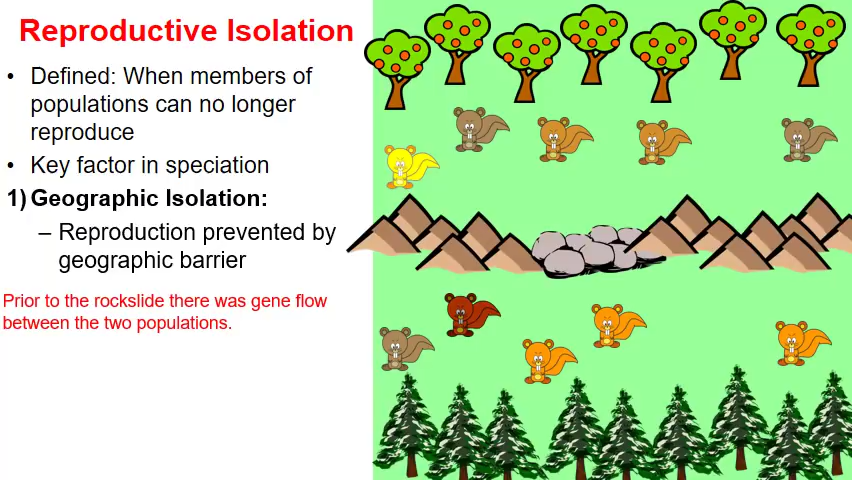 Reproductive Isolation
• Defined: When members of
populations can no longer
reproduce
• Key factor in speciation
1) Geographic Isolation:
– Reproduction prevented by
geographic barrier
Prior to the rockslide there was gene flow
between the two populations.